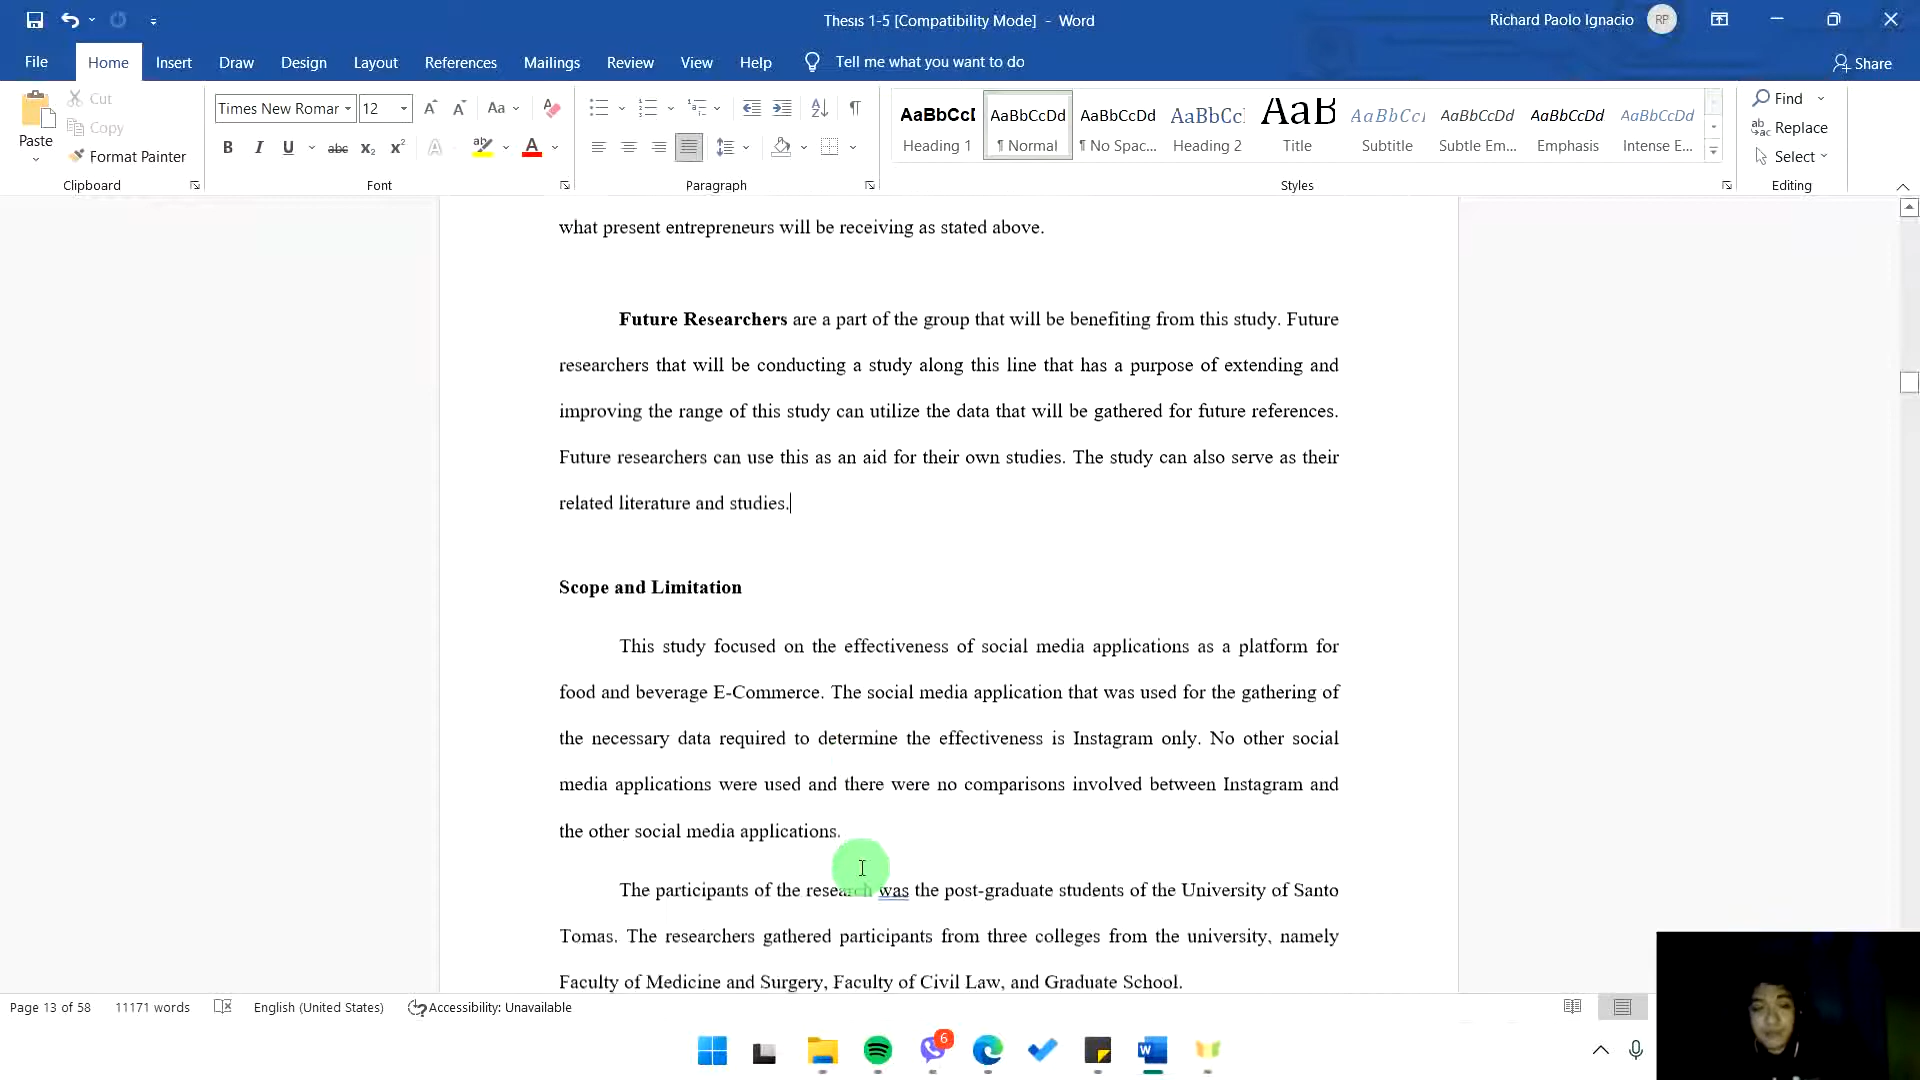 Thesis 1-5 [Compatibility Mode] - Word
Richard Paolo Ignacio
RP
File
Home
Insert
Draw
Design
Layout
References
Mailings
Review
View
Help
Tell me what you want to do
Share
Paste
Cut
Copy
Format Painter
Clipboard
Times New Romar
12
Font
Paragraph
AaBbCcI
Heading 1
AaBbCcDd
¶ Normal
AaBbCcDd
¶ No Spac...
AaBbCc
Heading 2
AaB
Title
AaBbCcI
Subtitle
AaBbCcDd
Subtle Em...
AaBbCcDd
Emphasis
AaBbCcDd
Intense E...
Styles
Find
Replace
Select
Editing
what present entrepreneurs will be receiving as stated above.
Future Researchers are a part of the group that will be benefiting from this study. Future
researchers that will be conducting a study along this line that has a purpose of extending and
improving the range of this study can utilize the data that will be gathered for future references.
Future researchers can use this as an aid for their own studies. The study can also serve as their
related literature and studies.
Scope and Limitation
This study focused on the effectiveness of social media applications as a platform for
food and beverage E-Commerce. The social media application that was used for the gathering of
the necessary data required to determine the effectiveness is Instagram only. No other social
media applications were used and there were no comparisons involved between Instagram and
the other social media applications.
The participants of the research was the post-graduate students of the University of Santo
Tomas. The researchers gathered participants from three colleges from the university, namely
Faculty of Medicine and Surgery, Faculty of Civil Law, and Graduate School.
Page 13 of 58
11171 words
English (United States)
Accessibility: Unavailable
6